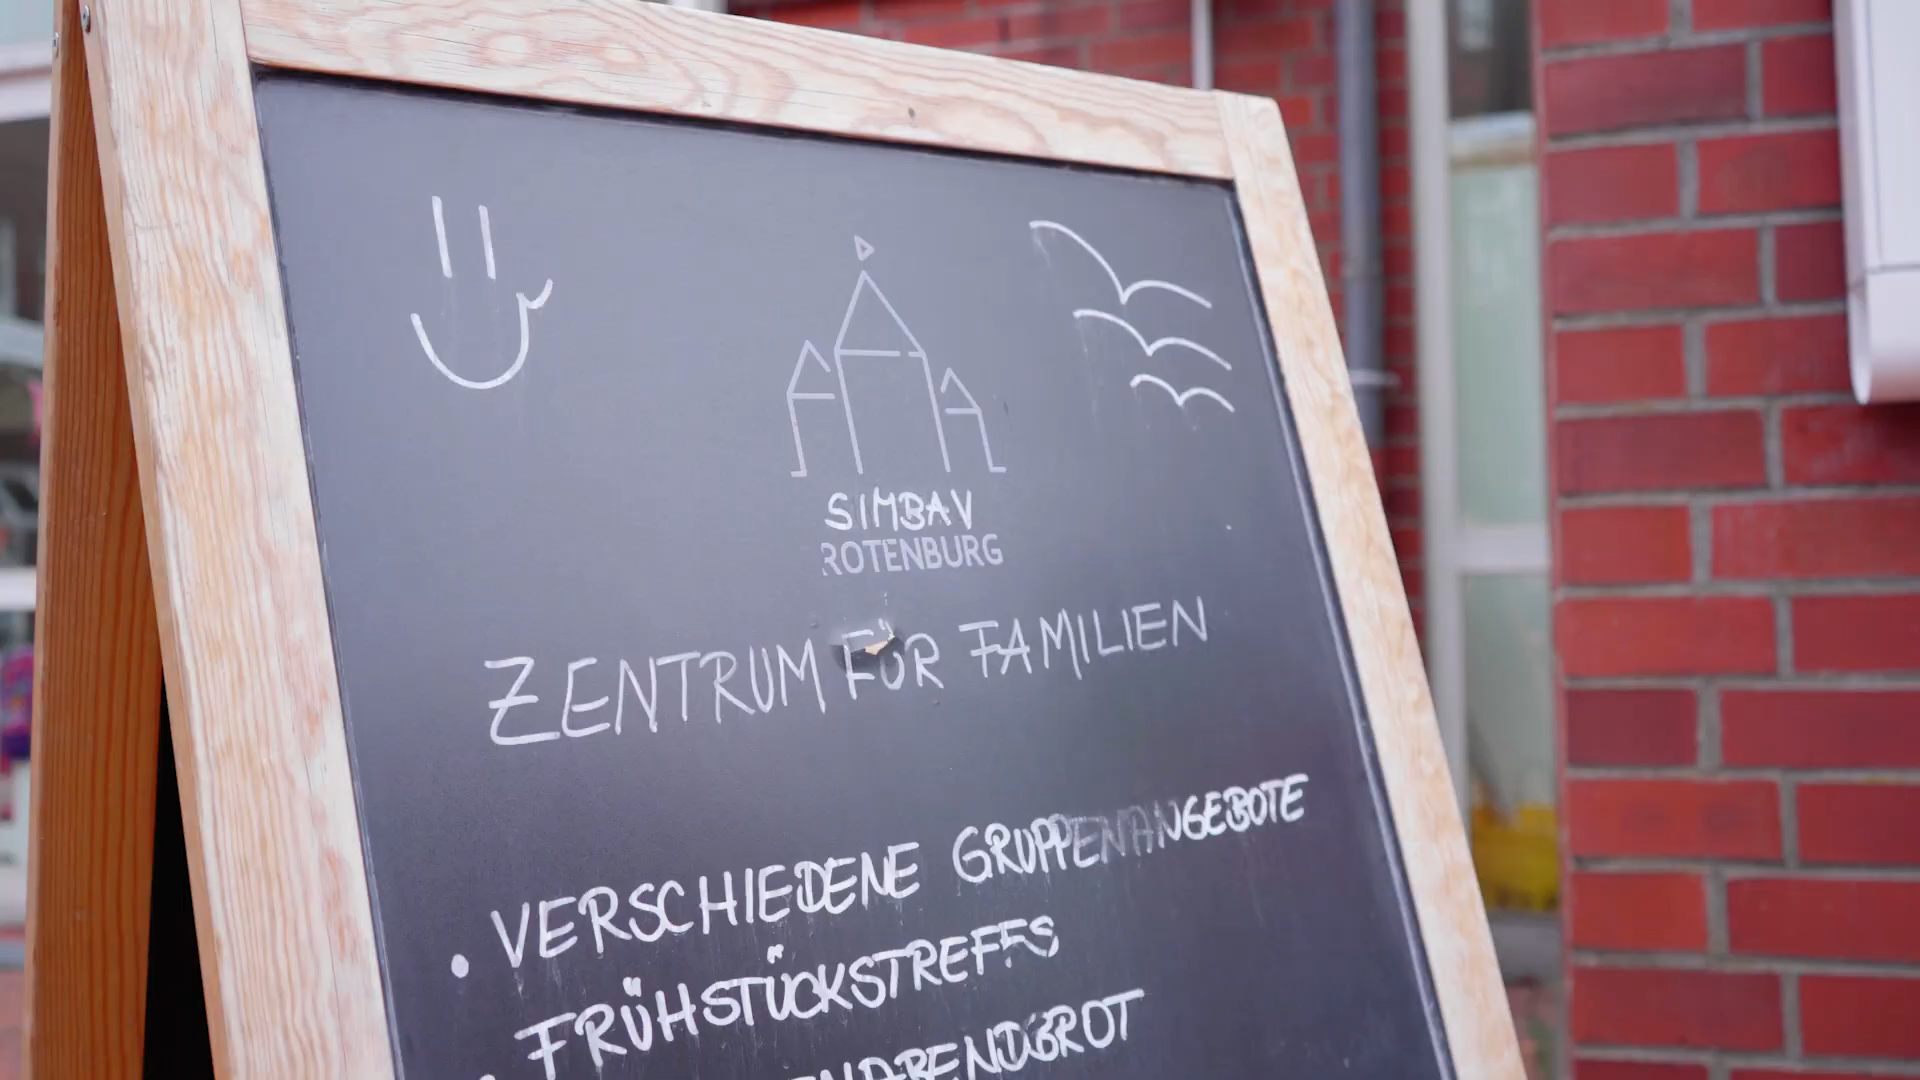 SIMBAV
ROTENBURG
ZENTRUM FÜR FAMILIEN
• VERSCHIEDENE GRUPPENANGEBOTE
FRÜHSTÜCKSTREFFS